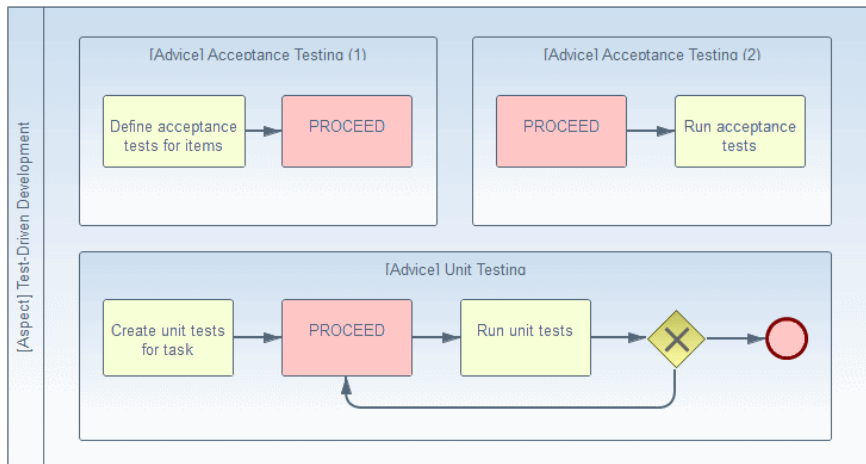 [Aspect] Test-Driven Development
[Advice] Acceptance Testing (1)
Define acceptance
tests for items
PROCEED
[Advice] Acceptance Testing (2)
PROCEED
Run acceptance
tests
[Advice] Unit Testing
Create unit tests
for task
PROCEED
Run unit tests